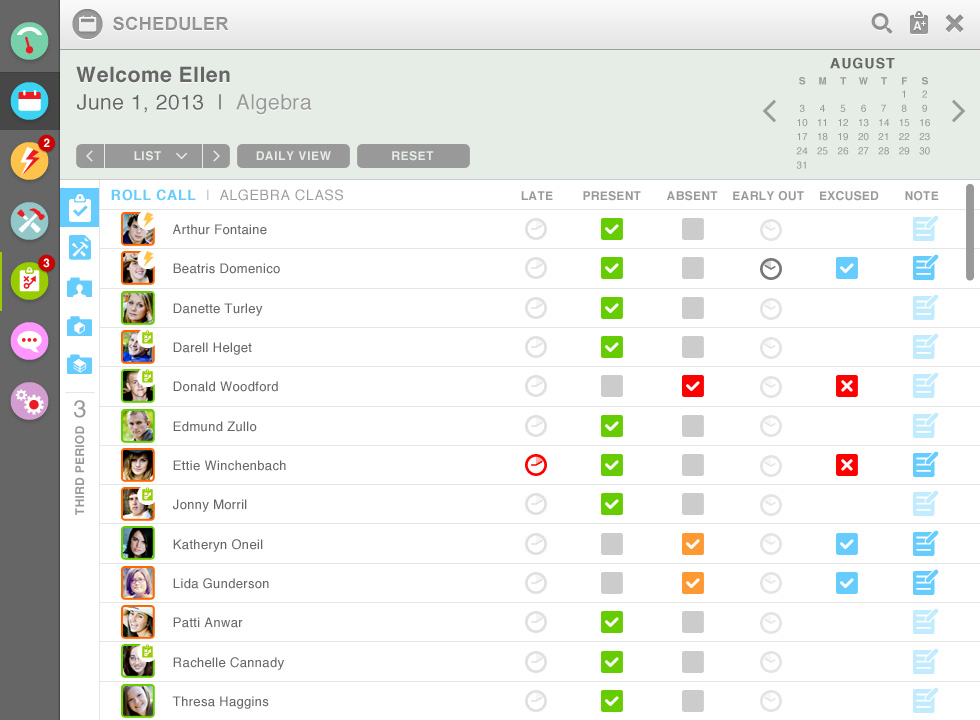 SCHEDULER
A+
Welcome Ellen
June 1, 2013 | Algebra
AUGUST
S M T W T F S
1 2
3 4 5 6 7 8 9
10 11 12 13 14 15 16
17 18 19 20 21 22 23
24 25 26 27 28 29 30
31
LIST
DAILY VIEW
RESET
2
3
3
THIRD PERIOD
ROLL CALL | ALGEBRA CLASS LATE PRESENT ABSENT EARLY OUT EXCUSED NOTE
Arthur Fontaine
Beatris Domenico
Danette Turley
Darell Helget
Donald Woodford
Edmund Zullo
Ettie Winchenbach
Jonny Morril
Katheryn Oneil
Lida Gunderson
Patti Anwar
Rachelle Cannady
Thresa Haggins